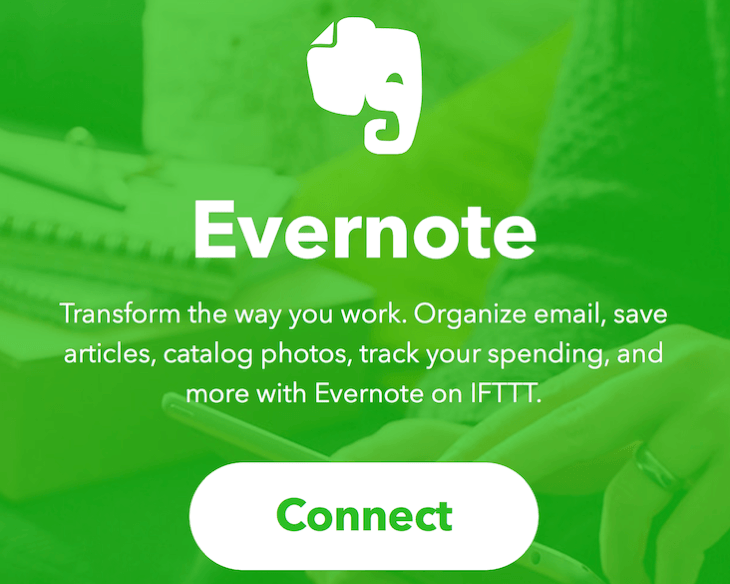 Evernote
Transform the way you work. Organize email, save
articles, catalog photos, track your spending, and
more with Evernote on IFTTT.
Connect